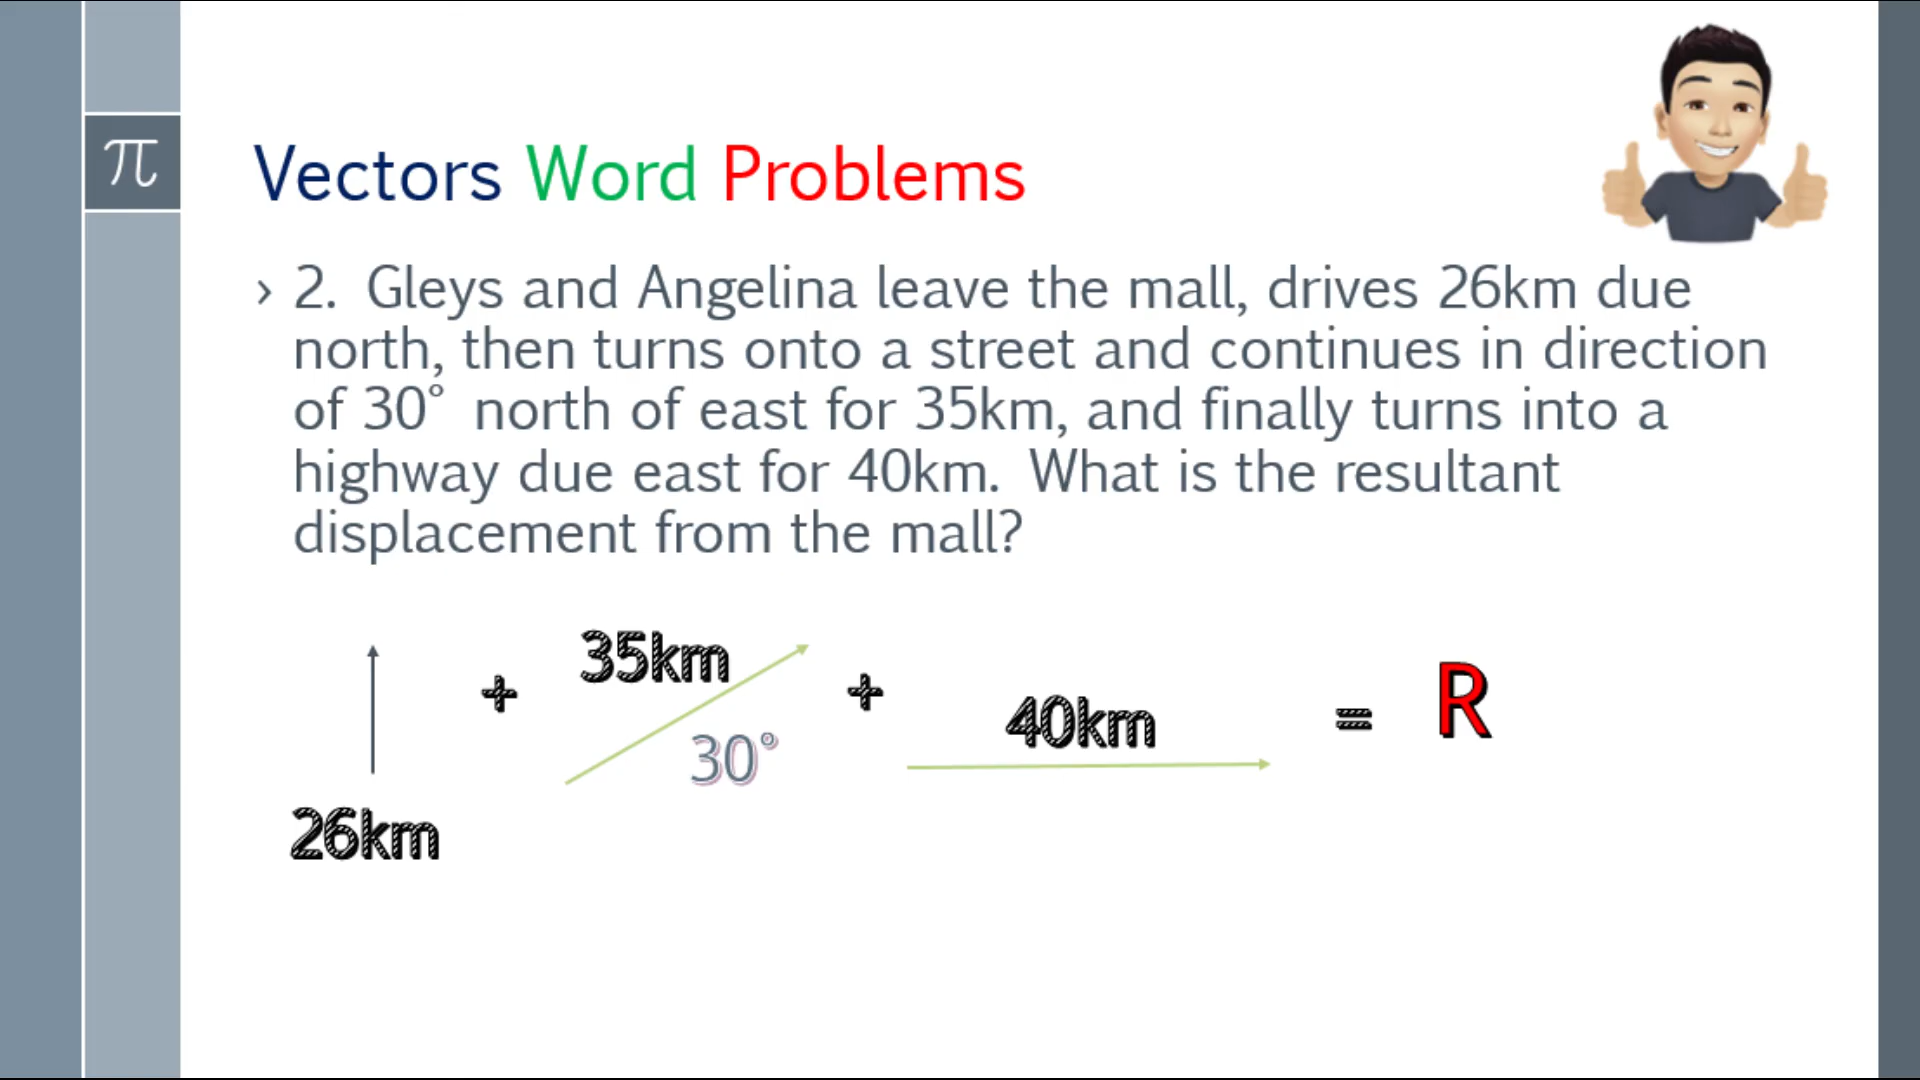 π
Vectors Word Problems
› 2. Gleys and Angelina leave the mall, drives 26km due
north, then turns onto a street and continues in direction
of 30° north of east for 35km, and finally turns into a
highway due east for 40km. What is the resultant
displacement from the mall?
26km + 35km 30° + 40km = R